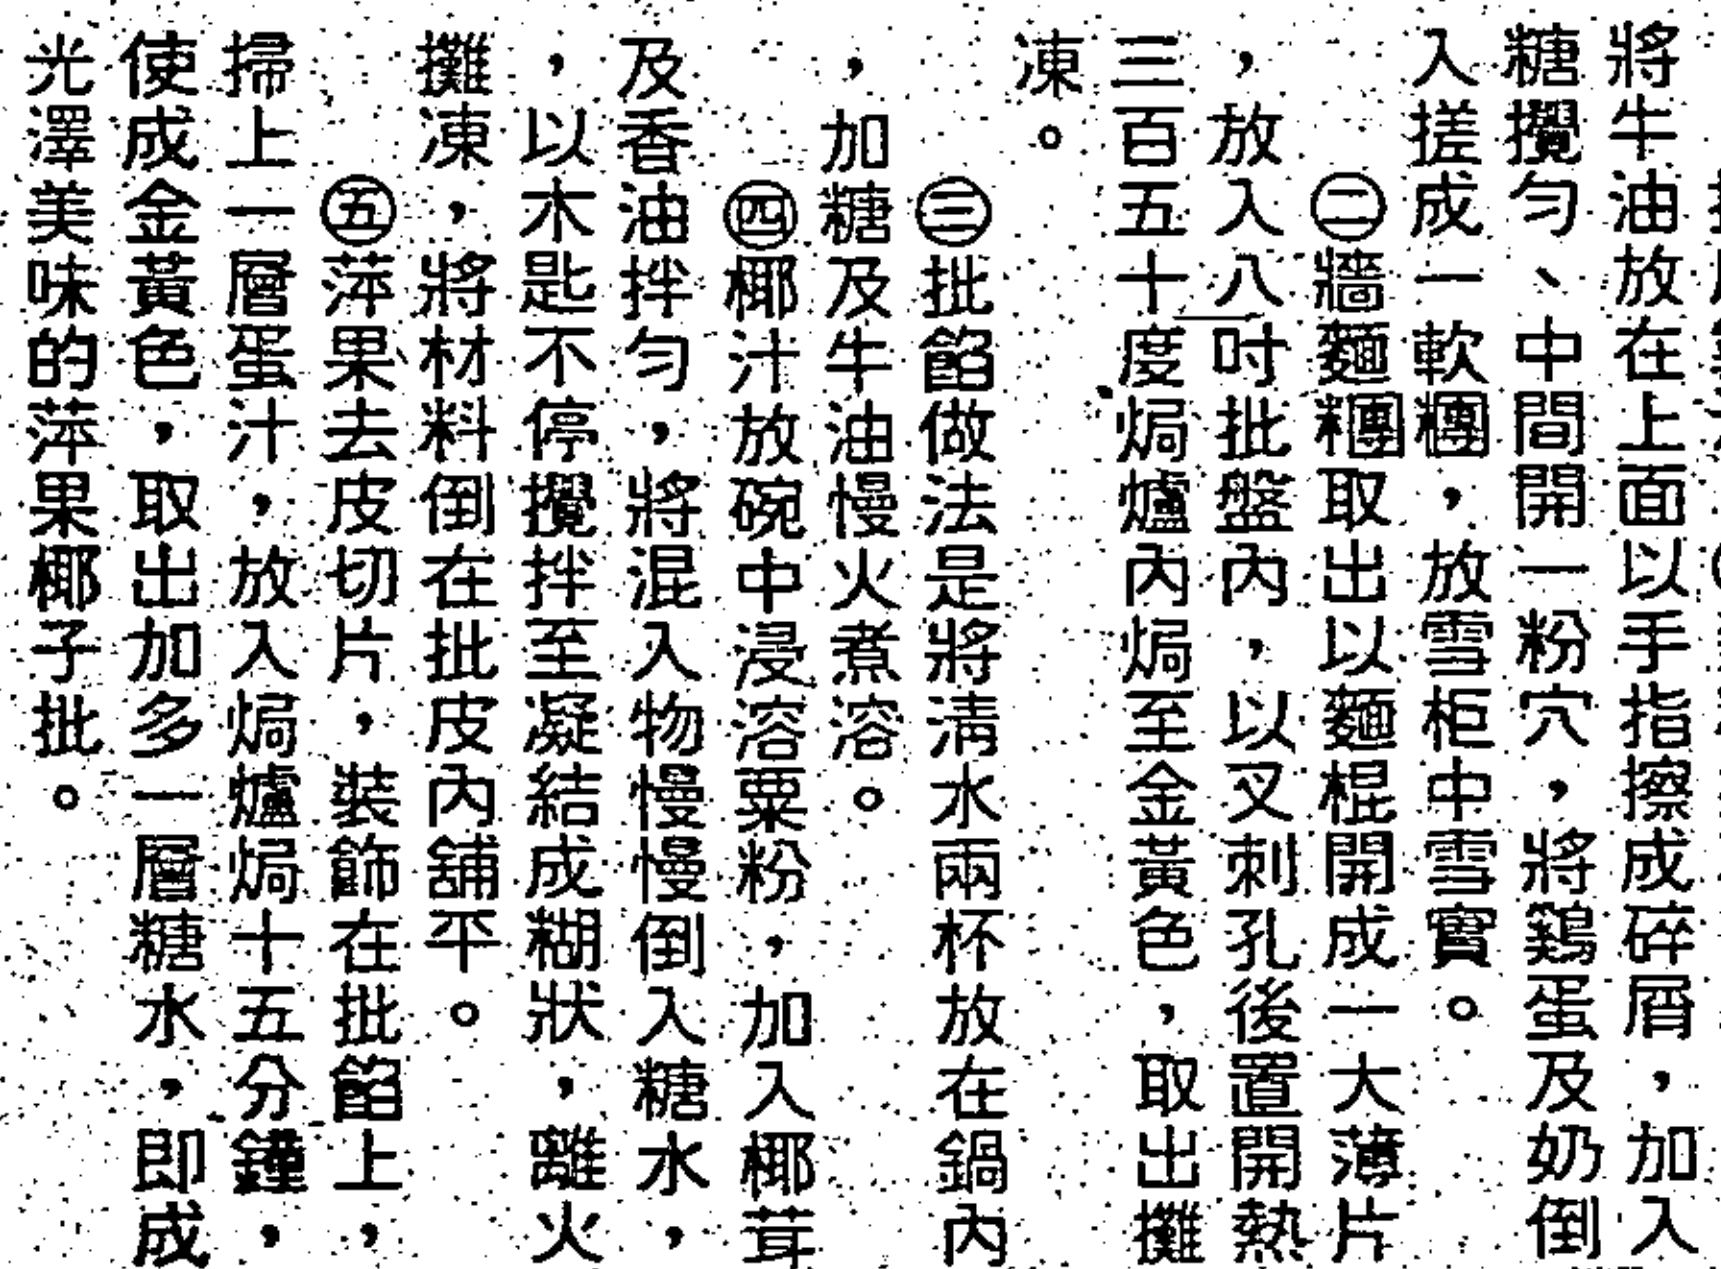 將牛油放在上面以手指擦成碎屑，加入
糖攪勻、中間開一粉穴，將鷄蛋及奶倒
入搓成一軟糰，放雪柜中雪實。
㊁牆麵糰取出以麵棍開成一大薄片
，放入八吋批盤內，以叉刺孔後置開熱
三百五十度焗爐內焗至金黃色，取出攤
凍。
㊂批餡做法是將清水兩杯放在鍋內
，加糖及牛油慢火煮溶。
㊃椰汁放碗中浸溶粟粉，加入椰茸
及香油拌勻，將混入物慢慢倒入糖水，
，以木匙不停攪拌至凝結成糊狀，離火
攤凍，將材料倒在批皮內舖平。
㊄萍果去皮切片，裝飾在批餡上，
掃上一層蛋汁，放入焗爐焗十五分鐘，
使成金黃色，取出加多一層糖水，即成
光澤美味的萍果椰子批。